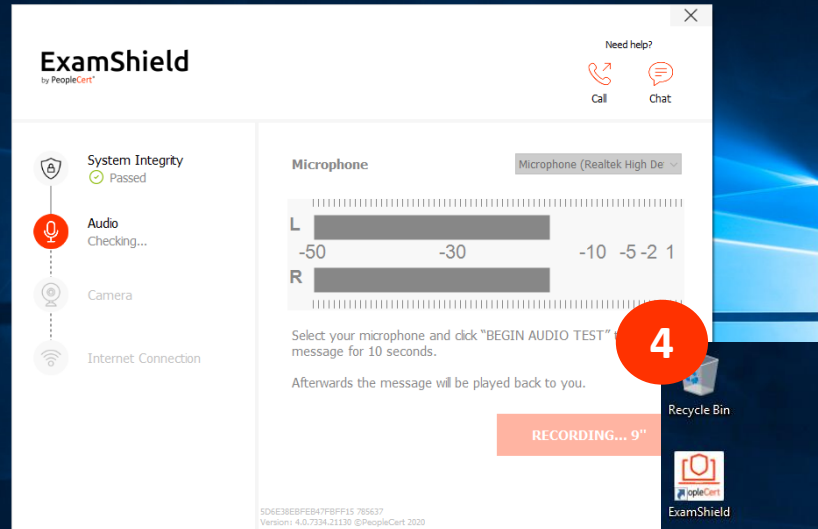 Need help?
ExamShield
by PeopleCert
Call
Chat
System Integrity
Passed
Audio
Checking...
Camera
Internet Connection
Microphone
Microphone (Realtek High De
L
-50 -30 -10 -5 -2 1
R
Select your microphone and click “BEGIN AUDIO TEST”
message for 10 seconds.
Afterwards the message will be played back to you.
RECORDING... 9"
4
Recycle Bin
opleCert
ExamShield
5D6E38EBFEB47FBFF15 785637
Version: 4.0.7334.21130 ©PeopleCert 2020